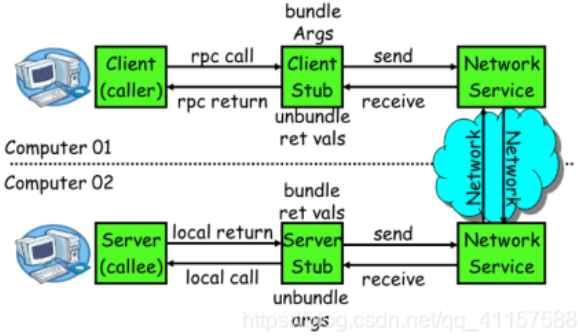 bundle
Args
Client
(caller)
rpc call
rpc return
Client
Stub
send
receive
Network
Service
unbundle
ret vals
Computer 01
Network
Network
Computer 02
bundle
ret vals
Server
(callee)
local return
local call
Server
Stub
send
receive
Network
Service
unbundle
args
https://blog.csdn.net/qq_41157588